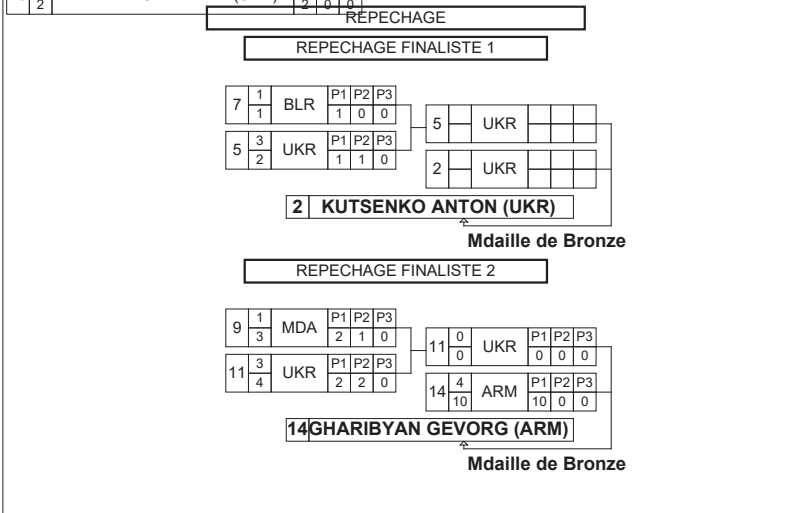 2 2 0 0
REPECHAGE
REPECHAGE FINALISTE 1
7 1 BLR P1 P2 P3
1 1 0 0
5 UKR
5 3 UKR P1 P2 P3
2 1 1 0
2 UKR
2 KUTSENKO ANTON (UKR)
Mdaille de Bronze
REPECHAGE FINALISTE 2
9 1 MDA P1 P2 P3
3 2 1 0
11 0 UKR P1 P2 P3
0 0 0 0
11 3 UKR P1 P2 P3
4 2 2 0
14 4 ARM P1 P2 P3
10 10 0 0
14 GHARIBYAN GEVORG (ARM)
Mdaille de Bronze